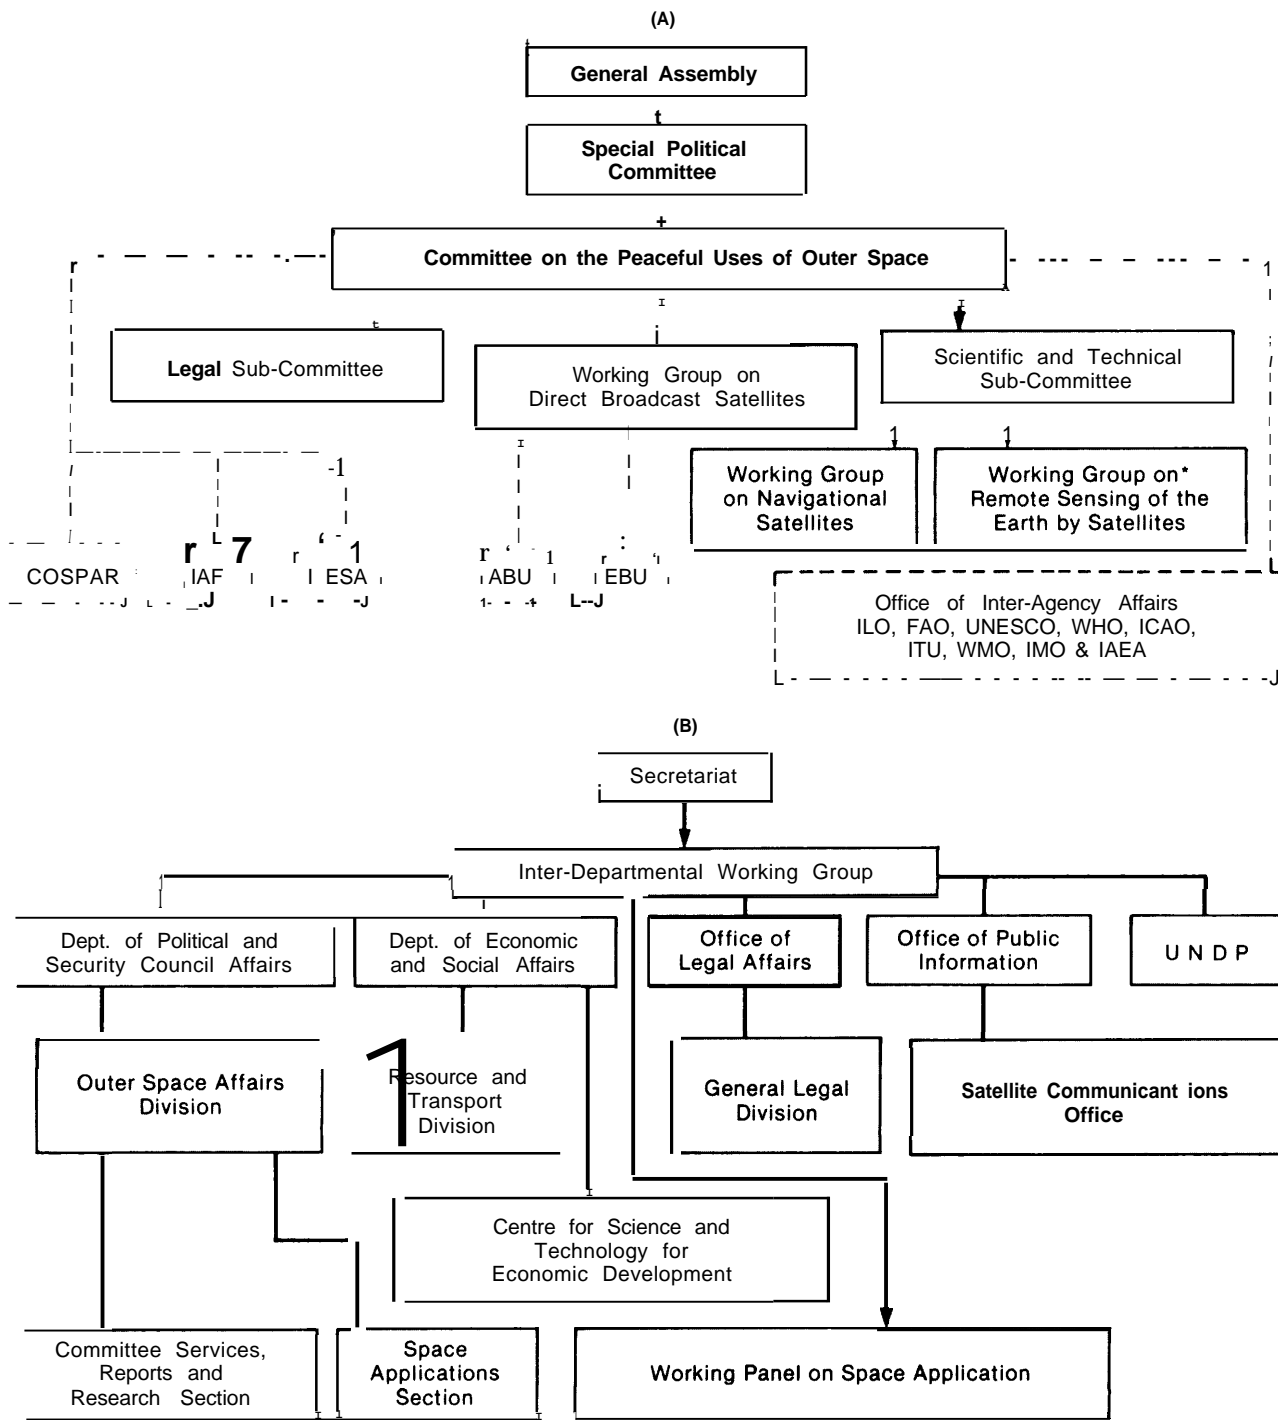 (A)
General Assembly
Special Political
Committee
Committee on the Peaceful Uses of Outer Space
Legal Sub-Committee
Working Group on
Direct Broadcast Satellites
Scientific and Technical
Sub-Committee
Working Group
on Navigational
Satellites
Working Group on*
Remote Sensing of the
Earth by Satellites
COSPAR
IAF
ESA
ABU
EBU
Office of Inter-Agency Affairs
ILO, FAO, UNESCO, WHO, ICAO,
ITU, WMO, IMO & IAEA
(B)
Secretariat
Inter-Departmental Working Group
Dept. of Political and
Security Council Affairs
Dept. of Economic
and Social Affairs
Office of
Legal Affairs
Office of Public
Information
UNDP
Outer Space Affairs
Division
Resource and
Transport
Division
General Legal
Division
Satellite Communicant ions
Office
Centre for Science and
Technology for
Economic Development
Committee Services,
Reports and
Research Section
Space
Applications
Section
Working Panel on Space Application